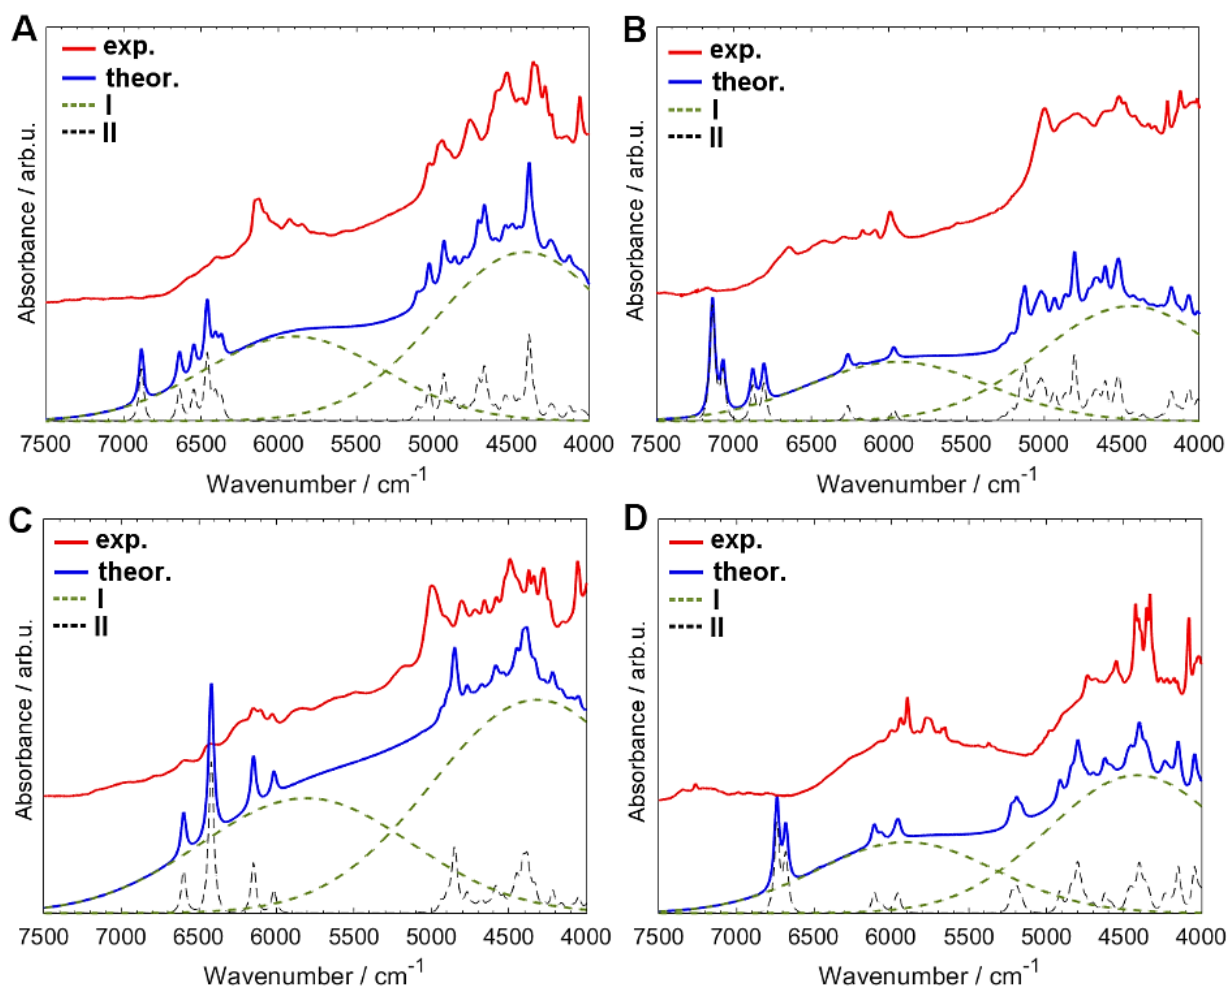 A
exp.
theor.
I
II
Absorbance / arb.u.
7500 7000 6500 6000 5500 5000 4500 4000
Wavenumber / cm-1
B
exp.
theor.
I
II
Absorbance / arb.u.
7500 7000 6500 6000 5500 5000 4500 4000
Wavenumber / cm-1
C
exp.
theor.
I
II
Absorbance / arb.u.
7500 7000 6500 6000 5500 5000 4500 4000
Wavenumber / cm-1
D
exp.
theor.
I
II
Absorbance / arb.u.
7500 7000 6500 6000 5500 5000 4500 4000
Wavenumber / cm-1